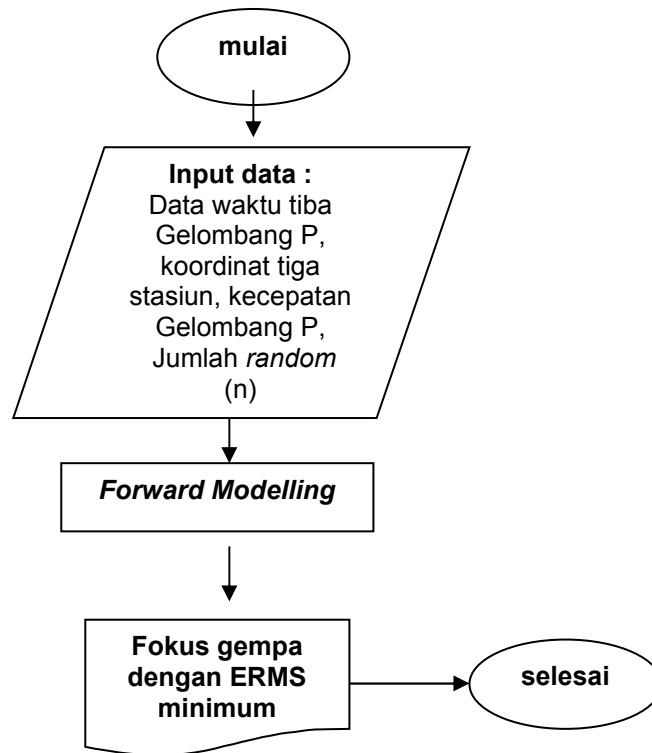 mulai
Input data :
Data waktu tiba
Gelombang P,
koordinat tiga
stasiun, kecepatan
Gelombang P,
Jumlah random
(n)
Forward Modelling
Fokus gempa
dengan ERMS
minimum
selesai